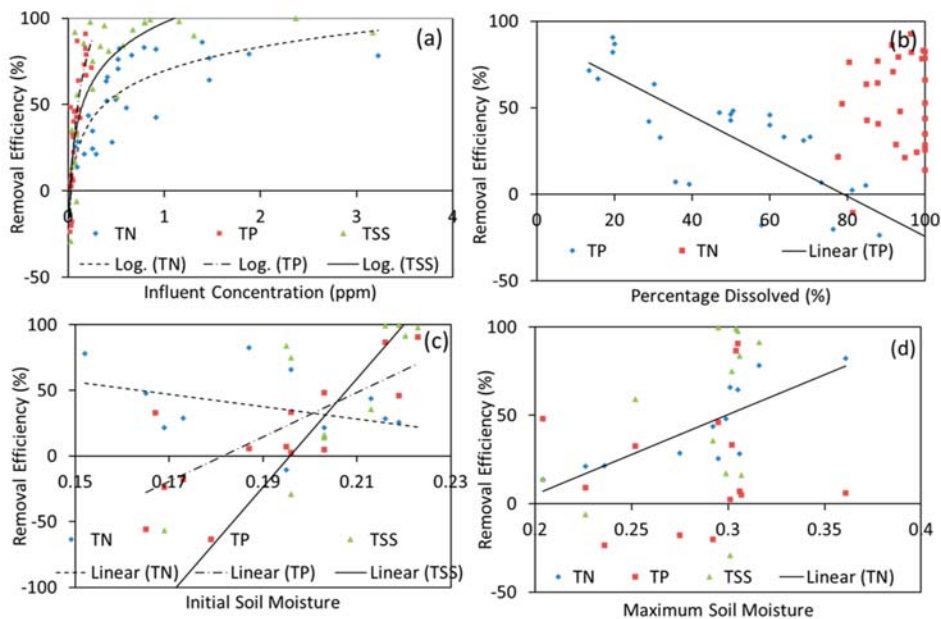 (a)
Removal Efficiency (%)
100
50
0
-50
0 1 2 3 4
TN TP TSS
Log. (TN) Log. (TP) Log. (TSS)
Influent Concentration (ppm)
(b)
Removal Efficiency (%)
100
50
0
-50
0 20 40 60 80 100
TP TN Linear (TP)
Percentage Dissolved (%)
(c)
Removal Efficiency (%)
100
50
0
-50
-100
0.15 0.17 0.19 0.21 0.23
TN TP TSS
Linear (TN) Linear (TP) Linear (TSS)
Initial Soil Moisture
(d)
Removal Efficiency (%)
100
50
0
-50
0.2 0.25 0.3 0.35 0.4
TN TP TSS Linear (TN)
Maximum Soil Moisture